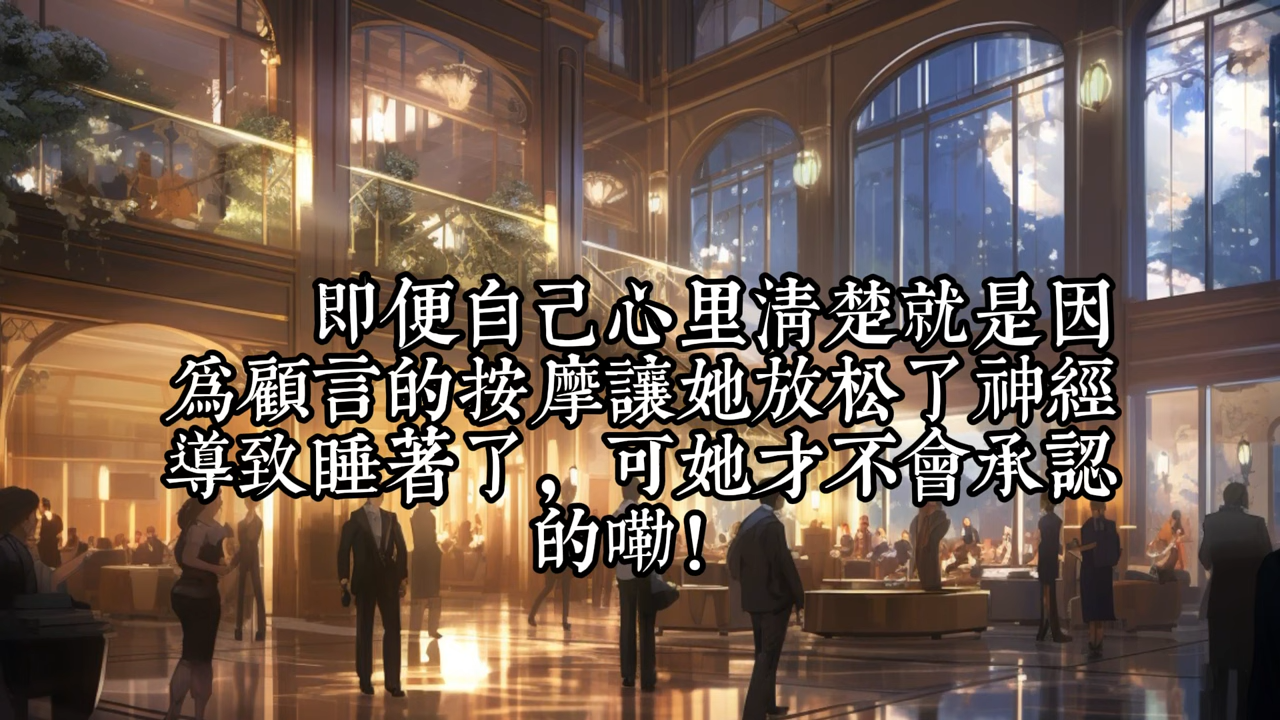 即便自己心里清楚就是因
爲顧言的按摩讓她放松了神經
導致睡著了，可她才不會承認
的嘞！